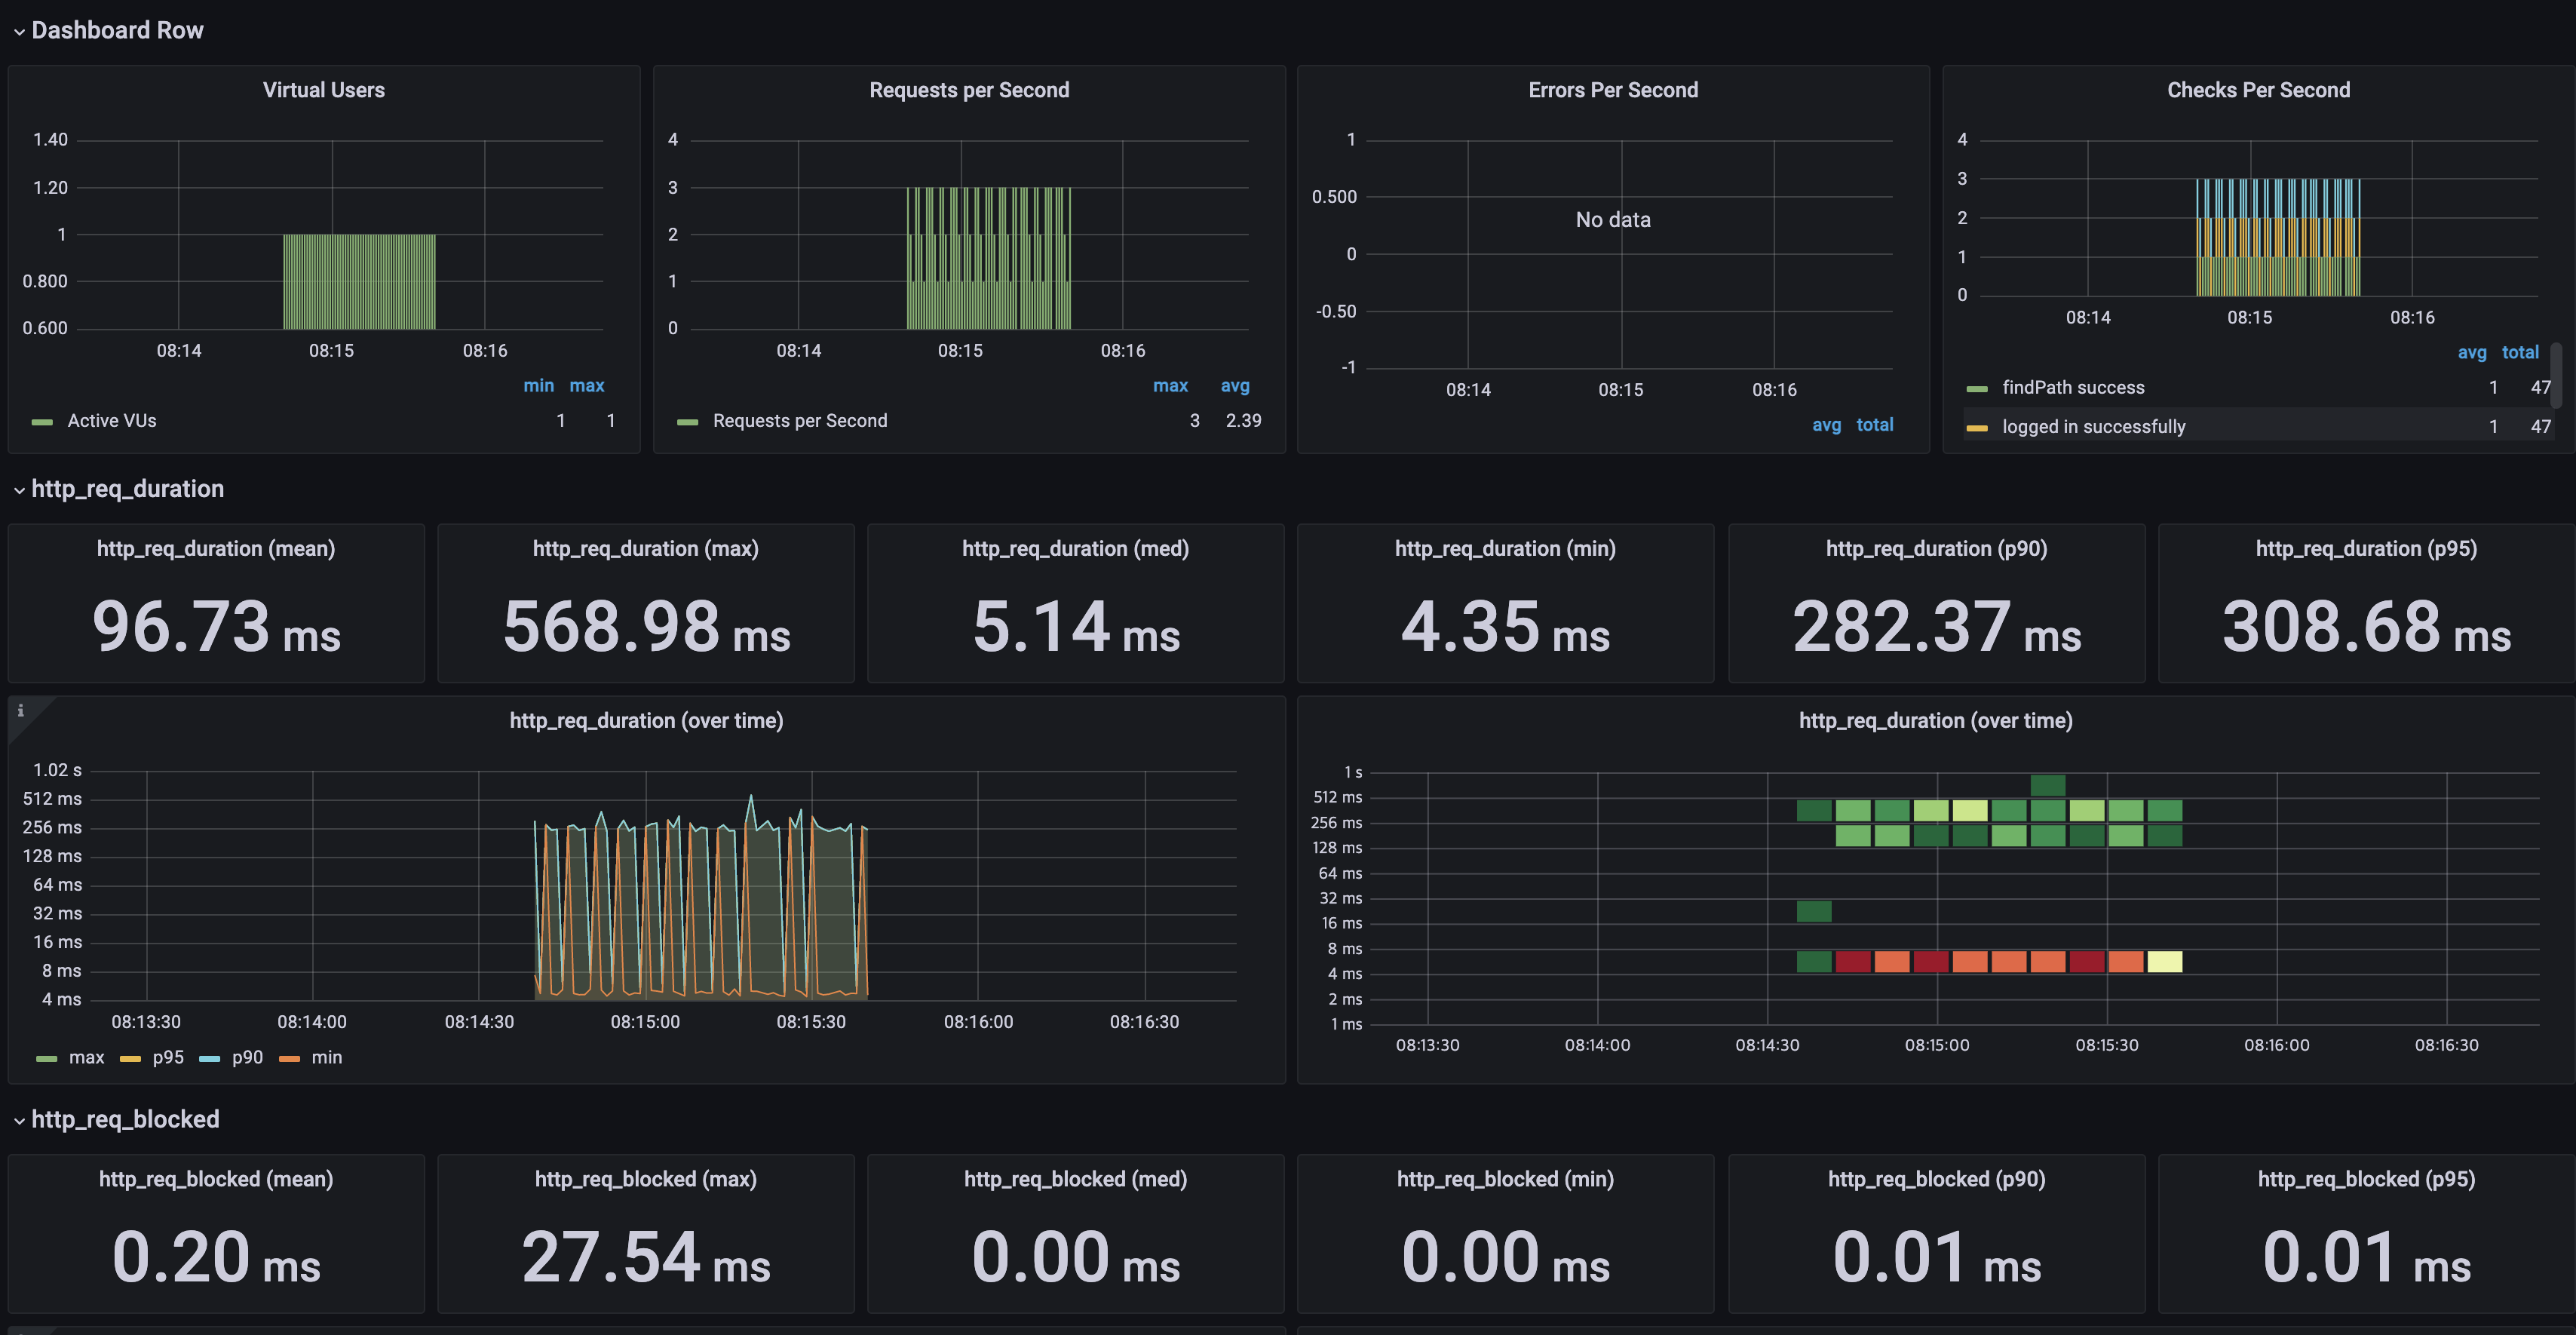 Dashboard Row
Virtual Users
1.40
1.20
1
0.800
0.600
08:14 08:15 08:16
min max
Active VUs 1 1
Requests per Second
4
3
2
1
0
08:14 08:15 08:16
max avg
Requests per Second 3 2.39
Errors Per Second
1
0.500
0
-0.50
-1
No data
08:14 08:15 08:16
avg total
Checks Per Second
4
3
2
1
0
08:14 08:15 08:16
avg total
findPath success 1 47
logged in successfully 1 47
http_req_duration
http_req_duration (mean)
96.73 ms
http_req_duration (max)
568.98 ms
http_req_duration (med)
5.14 ms
http_req_duration (min)
4.35 ms
http_req_duration (p90)
282.37 ms
http_req_duration (p95)
308.68 ms
i
http_req_duration (over time)
1.02 s
512 ms
256 ms
128 ms
64 ms
32 ms
16 ms
8 ms
4 ms
08:13:30 08:14:00 08:14:30 08:15:00 08:15:30 08:16:00 08:16:30
max p95 p90 min
http_req_duration (over time)
1 s
512 ms
256 ms
128 ms
64 ms
32 ms
16 ms
8 ms
4 ms
2 ms
1 ms
08:13:30 08:14:00 08:14:30 08:15:00 08:15:30 08:16:00 08:16:30
http_req_blocked
http_req_blocked (mean)
0.20 ms
http_req_blocked (max)
27.54 ms
http_req_blocked (med)
0.00 ms
http_req_blocked (min)
0.00 ms
http_req_blocked (p90)
0.01 ms
http_req_blocked (p95)
0.01 ms